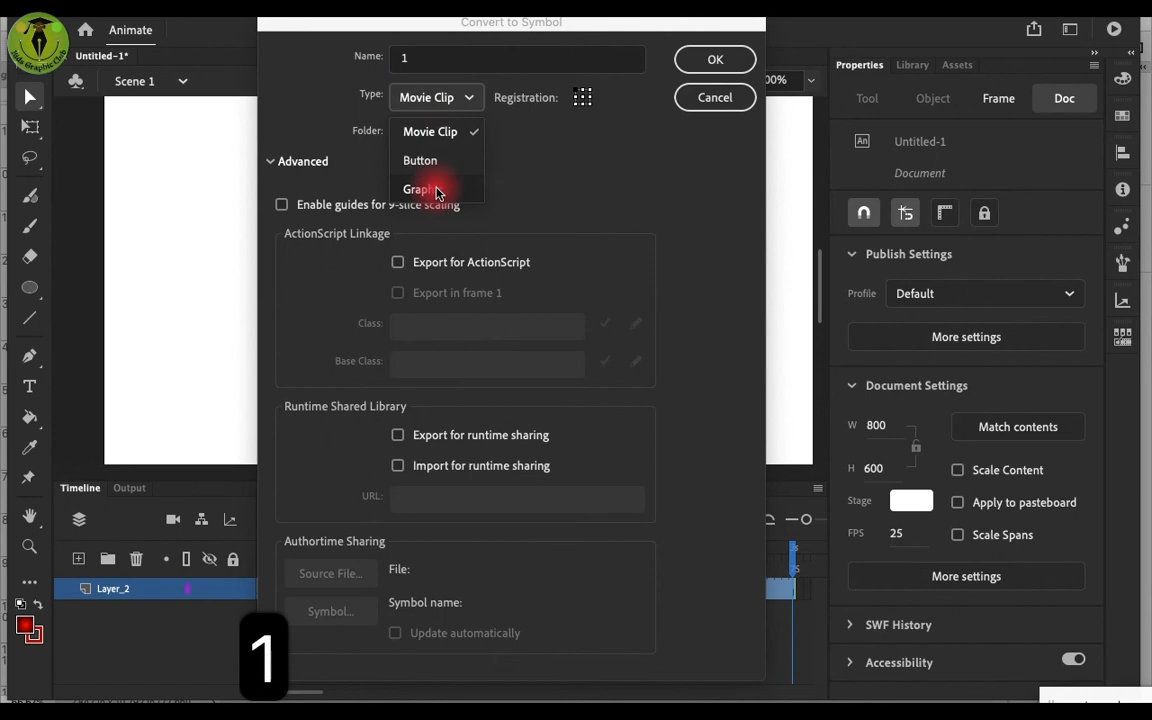 Convert to Symbol
Animate
Untitled-1*
Scene 1
00%
Name: 1
OK
Type: Movie Clip Registration:
Cancel
Folder:
Movie Clip
Button
Advanced
Enable guides for 9-slice scaling
ActionScript Linkage
Export for ActionScript
Export in frame 1
Class:
Base Class:
Runtime Shared Library
Export for runtime sharing
Import for runtime sharing
URL:
Authortime Sharing
Source File... File:
Symbol... Symbol name:
Update automatically
Properties Library Assets
Tool Object Frame Doc
An Untitled-1
Document
Publish Settings
Profile Default
More settings
Document Settings
W 800 Match contents
H 600 Scale Content
Stage Apply to pasteboard
FPS 25 Scale Spans
More settings
SWF History
Accessibility
Timeline Output
Layer_2
1